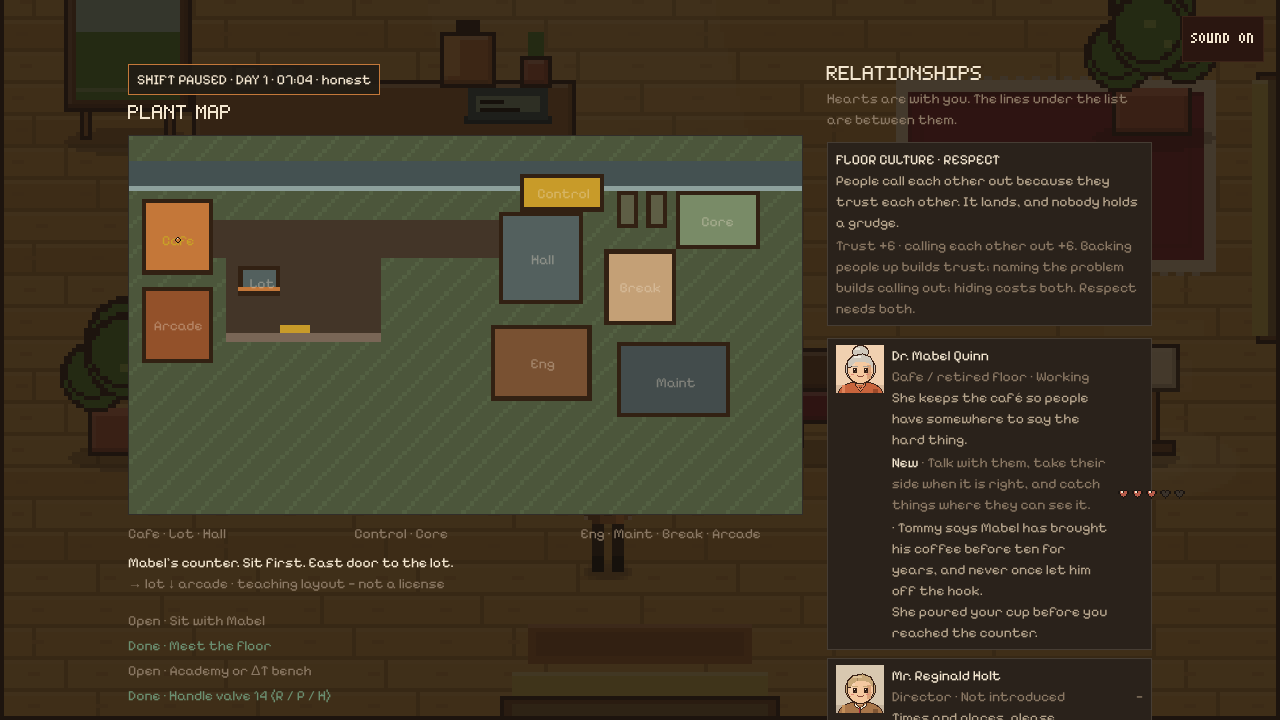 SOUND ON
SHIFT PAUSED · DAY 1 · 07:04 · honest
PLANT MAP
Control
Core
Cafe
Hall
Lot
Break
Arcade
Eng
Maint
Cafe · Lot · Hall
Control · Core
Eng · Maint · Break · Arcade
Mabel's counter. Sit first. East door to the lot.
→ lot ↓ arcade · teaching layout — not a license
Open · Sit with Mabel
Done · Meet the floor
Open · Academy or ΔT bench
Done · Handle valve 14 (R / P / H)
RELATIONSHIPS
Hearts are with you. The lines under the list
are between them.
FLOOR CULTURE · RESPECT
People call each other out because they
trust each other. It lands, and nobody holds
a grudge.
Trust +6 · calling each other out +6. Backing
people up builds trust; naming the problem
builds calling out; hiding costs both. Respect
needs both.
Dr. Mabel Quinn
Cafe / retired floor · Working
She keeps the café so people
have somewhere to say the
hard thing.
New · Talk with them, take their
side when it is right, and catch
things where they can see it.
· Tommy says Mabel has brought
his coffee before ten for
years, and never once let him
off the hook.
She poured your cup before you
reached the counter.
Mr. Reginald Holt
Director · Not introduced –
Times and places, please.